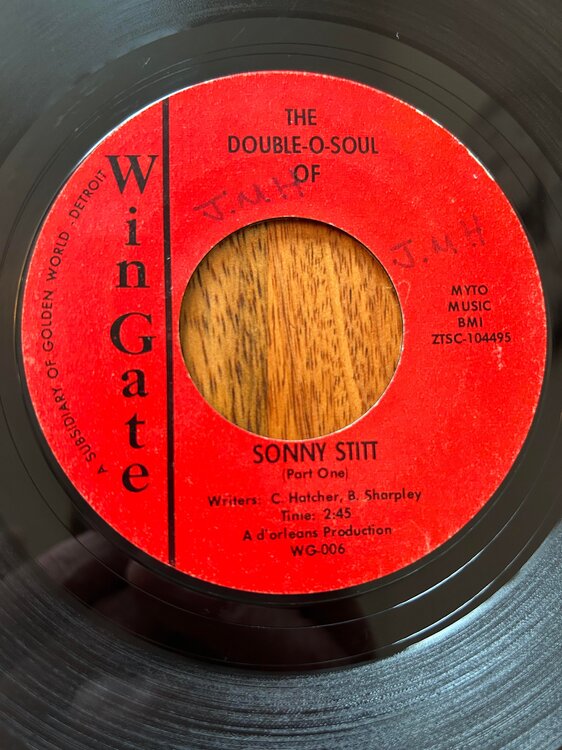 A SUBSIDIARY OF GOLDEN WORLD - DETROIT
WinGate
THE
DOUBLE-O-SOUL
OF
J.M.H
J.M.H
MYTO
MUSIC
BMI
ZTSC-104495
SONNY STITT
(Part One)
Writers: C. Hatcher, B. Sharpley
Time: 2:45
A d'orleans Production
WG-006